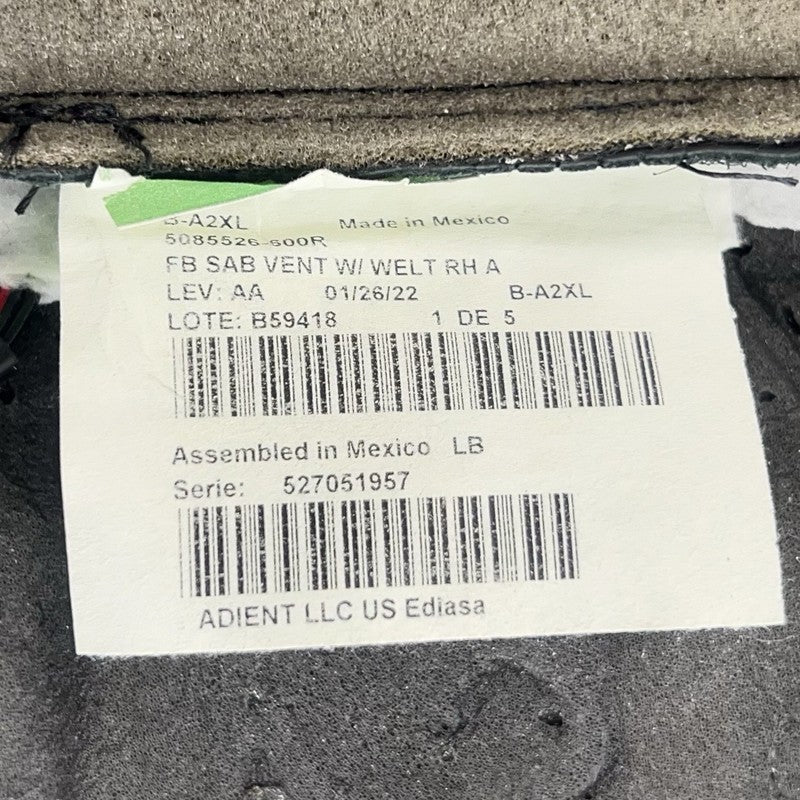 B-A2XL Made in Mexico
5085526-600R
FB SAB VENT W/ WELT RH A
LEV: AA 01/26/22 B-A2XL
LOTE: B59418 1 DE 5
Assembled in Mexico LB
Serie: 527051957
ADIENT LLC US Ediasa